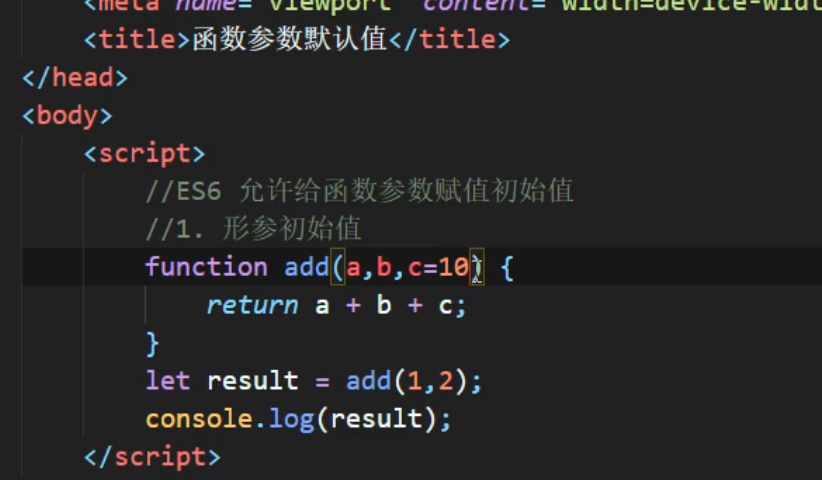 <meta name="viewport" content="width=device-widt
<title>函数参数默认值</title>
</head>
<body>
<script>
//ES6 允许给函数参数赋值初始值
//1. 形参初始值
function add(a,b,c=10) {
return a + b + c;
}
let result = add(1,2);
console.log(result);
</script>